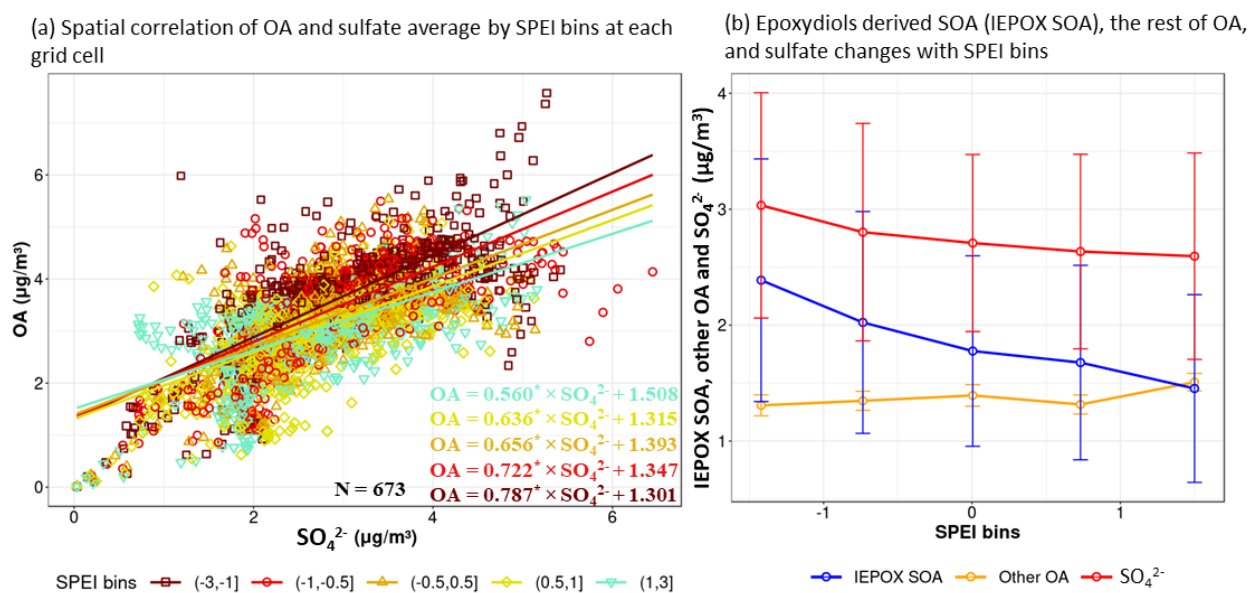 (a) Spatial correlation of OA and sulfate average by SPEI bins at each
grid cell
OA (µg/m³)
6
4
2
0
OA = 0.560* × SO₄²⁻ + 1.508
OA = 0.636* × SO₄²⁻ + 1.315
OA = 0.656* × SO₄²⁻ + 1.393
OA = 0.722* × SO₄²⁻ + 1.347
N = 673 OA = 0.787* × SO₄²⁻ + 1.301
0 2 4 6
SO₄²⁻ (µg/m³)
SPEI bins (-3,-1] (-1,-0.5] (-0.5,0.5] (0.5,1] (1,3]
(b) Epoxydiols derived SOA (IEPOX SOA), the rest of OA,
and sulfate changes with SPEI bins
IEPOX SOA, other OA and SO₄²⁻ (µg/m³)
4
3
2
1
-1 0 1
SPEI bins
IEPOX SOA Other OA SO₄²⁻